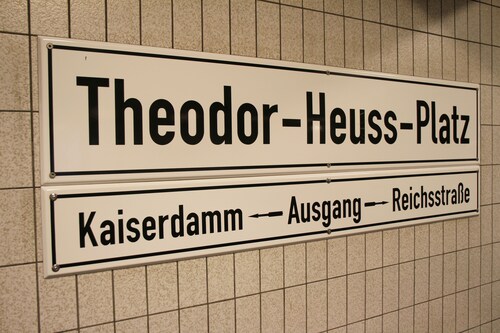 Theodor-Heuss-Platz
Kaiserdamm ← Ausgang → Reichsstraße